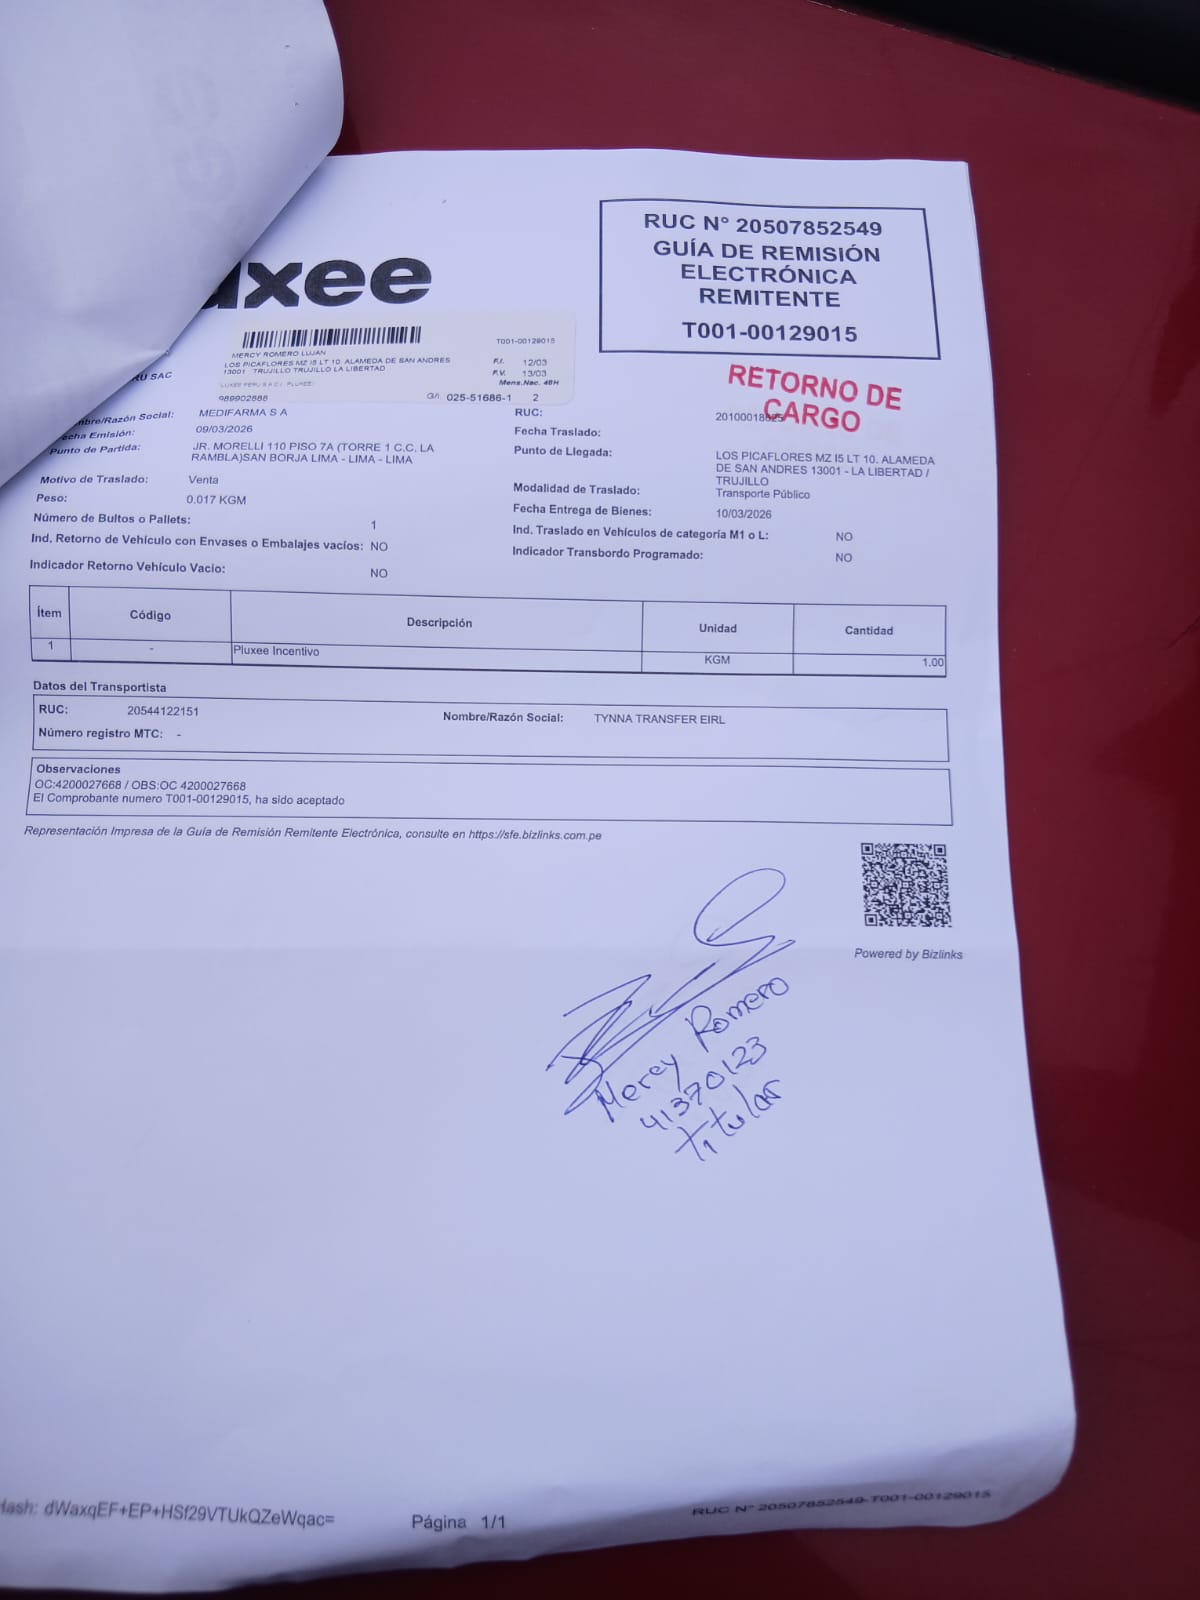 uxee
RUC N° 20507852549
GUÍA DE REMISIÓN
ELECTRÓNICA
REMITENTE
T001-00129015
T001-00129015
MERCY ROMERO LUJAN
LOS PICAFLORES MZ I5 LT 10. ALAMEDA DE SAN ANDRES
13001 TRUJILLO TRUJILLO LA LIBERTAD
F.I. 12/03
F.V. 13/03
Mens.Nac. 48H
LUXEE PERU S A C ( PLUXEE)
989902888
G/I 025-51686-1 2
RU SAC
RETORNO DE
CARGO
mbre/Razón Social: MEDIFARMA S A
RUC:
Fecha Emisión: 09/03/2026
Fecha Traslado:
Punto de Partida: JR. MORELLI 110 PISO 7A (TORRE 1 C.C. LA
RAMBLA)SAN BORJA LIMA - LIMA - LIMA
Punto de Llegada: LOS PICAFLORES MZ I5 LT 10. ALAMEDA
DE SAN ANDRES 13001 - LA LIBERTAD /
TRUJILLO
Motivo de Traslado: Venta
Modalidad de Traslado: Transporte Público
Peso: 0.017 KGM
Fecha Entrega de Bienes: 10/03/2026
Número de Bultos o Pallets: 1
Ind. Traslado en Vehículos de categoría M1 o L: NO
Ind. Retorno de Vehículo con Envases o Embalajes vacíos: NO
Indicador Transbordo Programado: NO
Indicador Retorno Vehículo Vacio: NO
Ítem Código Descripción Unidad Cantidad
1 - Pluxee Incentivo KGM 1.00
Datos del Transportista
RUC: 20544122151 Nombre/Razón Social: TYNNA TRANSFER EIRL
Número registro MTC: -
Observaciones
OC:4200027668 / OBS:OC 4200027668
El Comprobante numero T001-00129015, ha sido aceptado
Representación Impresa de la Guía de Remisión Remitente Electrónica, consulte en https://sfe.bizlinks.com.pe
Powered by Bizlinks
Mercy Romero
41370123
Titular
Hash: dWaxqEF+EP+HSf29VTUkQZeWqac=
Página 1/1
RUC N° 20507852549-T001-00129015